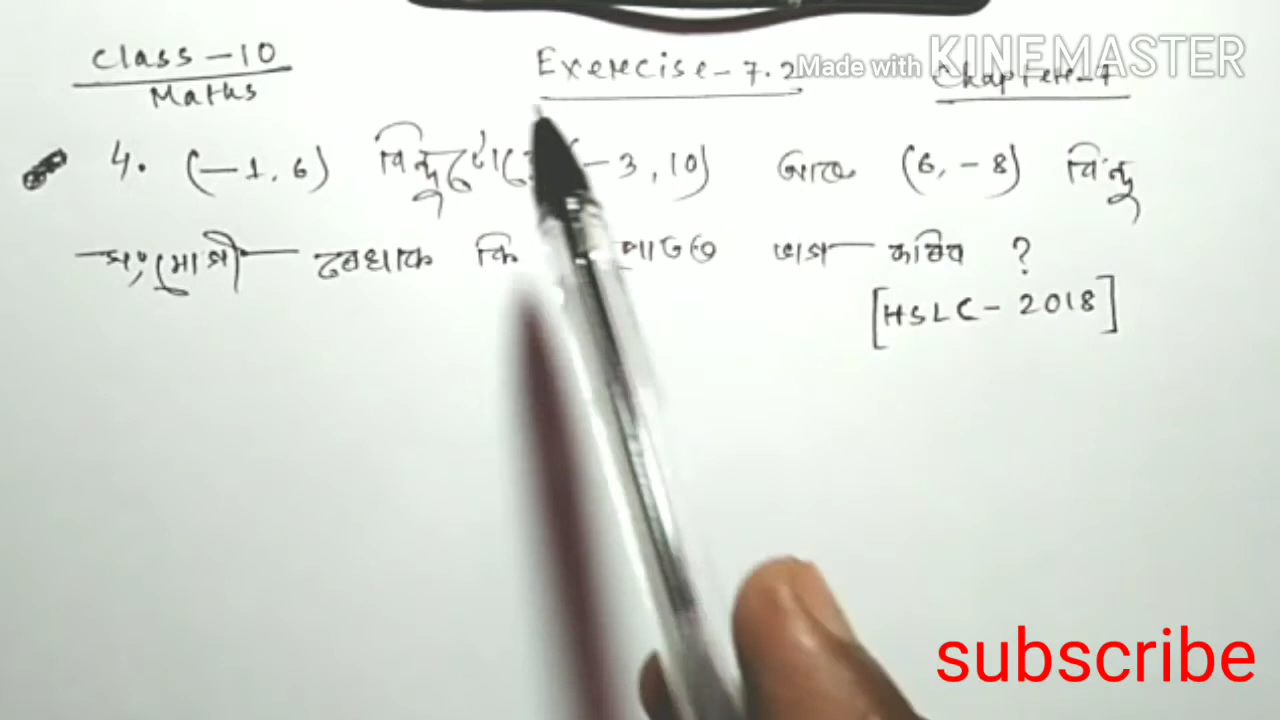 Class-10 Exercise-7.2 Made with KINEMASTER
Maths Chapter-7
4. (-1, 6) বিন্দুটোৱে (-3, 10) আৰু (6, -8) বিন্দু
সংযোগী ৰেখাক কি ভাগ কৰিব ?
[HSLC- 2018]
subscribe